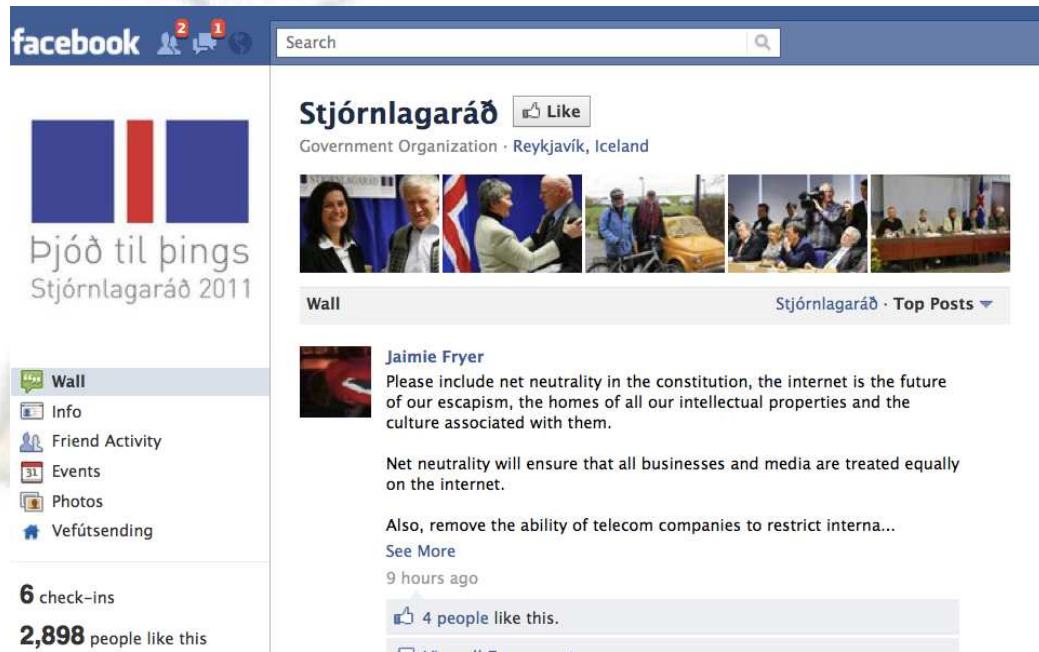 facebook
2
1
Search
Þjóð til þings
Stjórnlagaráð 2011
Wall
Info
Friend Activity
31
Events
Photos
Vefútsending
6 check-ins
2,898 people like this
Stjórnlagaráð Like
Government Organization · Reykjavík, Iceland
Wall
Stjórnlagaráð · Top Posts
Jaimie Fryer
Please include net neutrality in the constitution, the internet is the future
of our escapism, the homes of all our intellectual properties and the
culture associated with them.
Net neutrality will ensure that all businesses and media are treated equally
on the internet.
Also, remove the ability of telecom companies to restrict interna...
See More
9 hours ago
4 people like this.